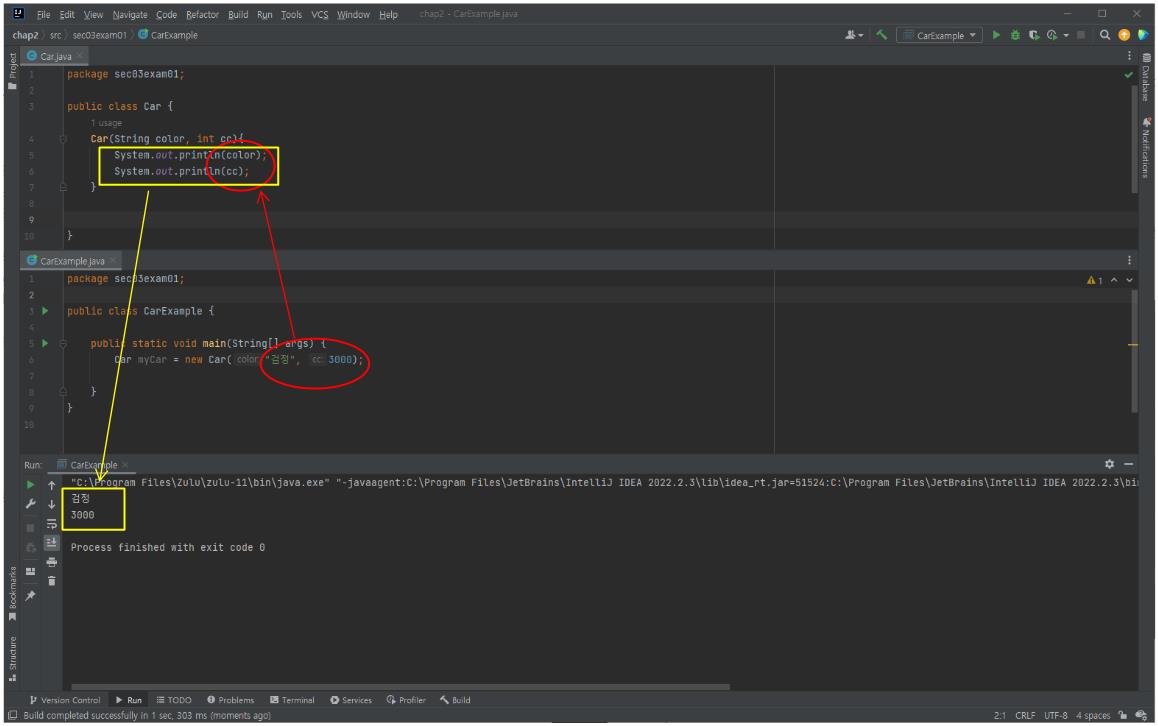 File Edit View Navigate Code Refactor Build Run Tools VCS Window Help chap2 - CarExample.java
chap2 src sec03exam01 CarExample CarExample
Project
Car.java
1 package sec03exam01;
2
3 public class Car {
1 usage
4 Car(String color, int cc){
5 System.out.println(color);
6 System.out.println(cc);
7 }
8
9
10 }
Database
Notifications
CarExample.java
1 package sec03exam01;
2
3 public class CarExample {
4
5 public static void main(String[] args) {
6 Car myCar = new Car( color: "검정", cc: 3000);
7
8 }
9 }
10
1
Run: CarExample
"C:\Program Files\Zulu\zulu-11\bin\java.exe" "-javaagent:C:\Program Files\JetBrains\IntelliJ IDEA 2022.2.3\lib\idea_rt.jar=51524:C:\Program Files\JetBrains\IntelliJ IDEA 2022.2.3\bin
검정
3000
Process finished with exit code 0
Bookmarks
Structure
Version Control Run TODO Problems Terminal Services Profiler Build
Build completed successfully in 1 sec, 303 ms (moments ago) 2:1 CRLF UTF-8 4 spaces